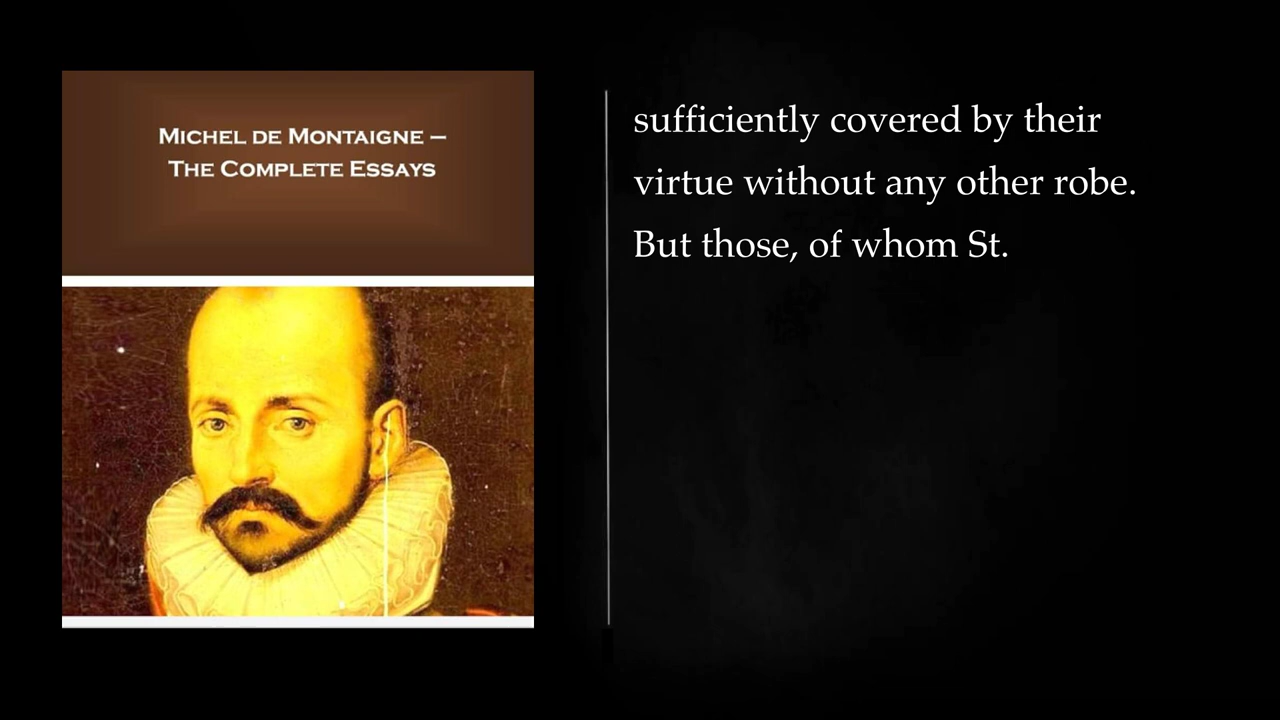 MICHEL DE MONTAIGNE –
THE COMPLETE ESSAYS
sufficiently covered by their
virtue without any other robe.
But those, of whom St.